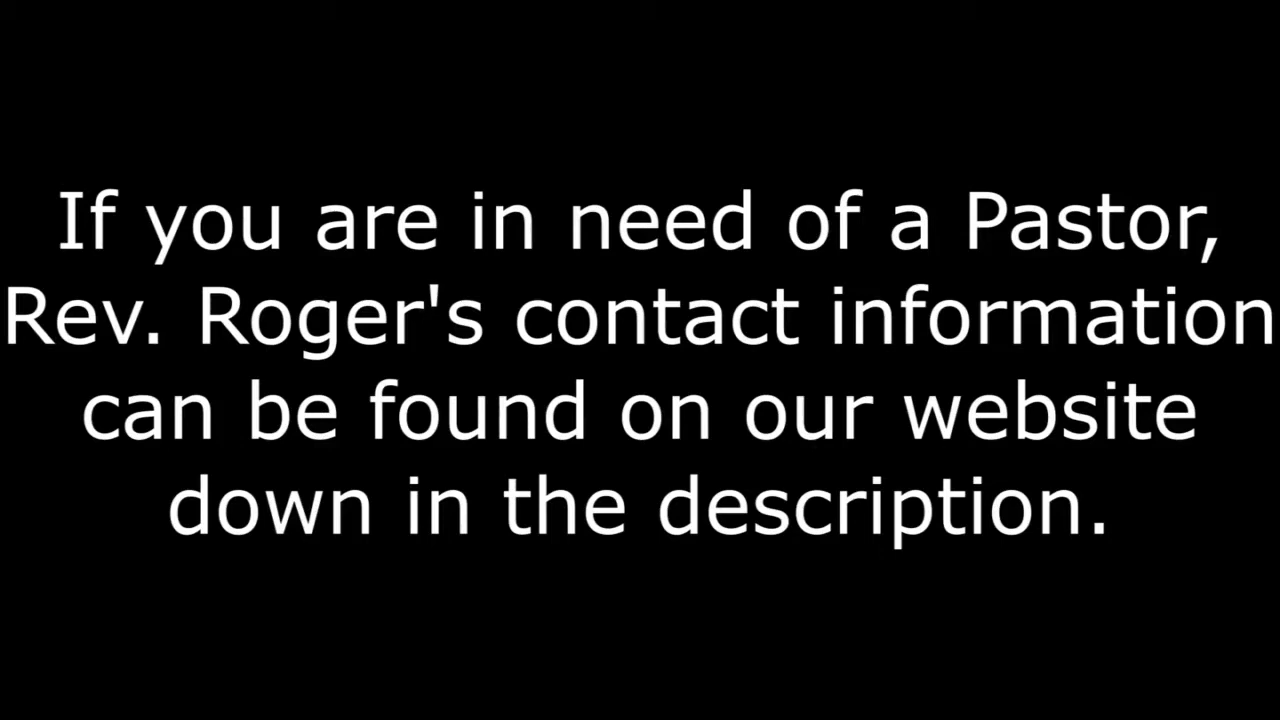 If you are in need of a Pastor,
Rev. Roger's contact information
can be found on our website
down in the description.